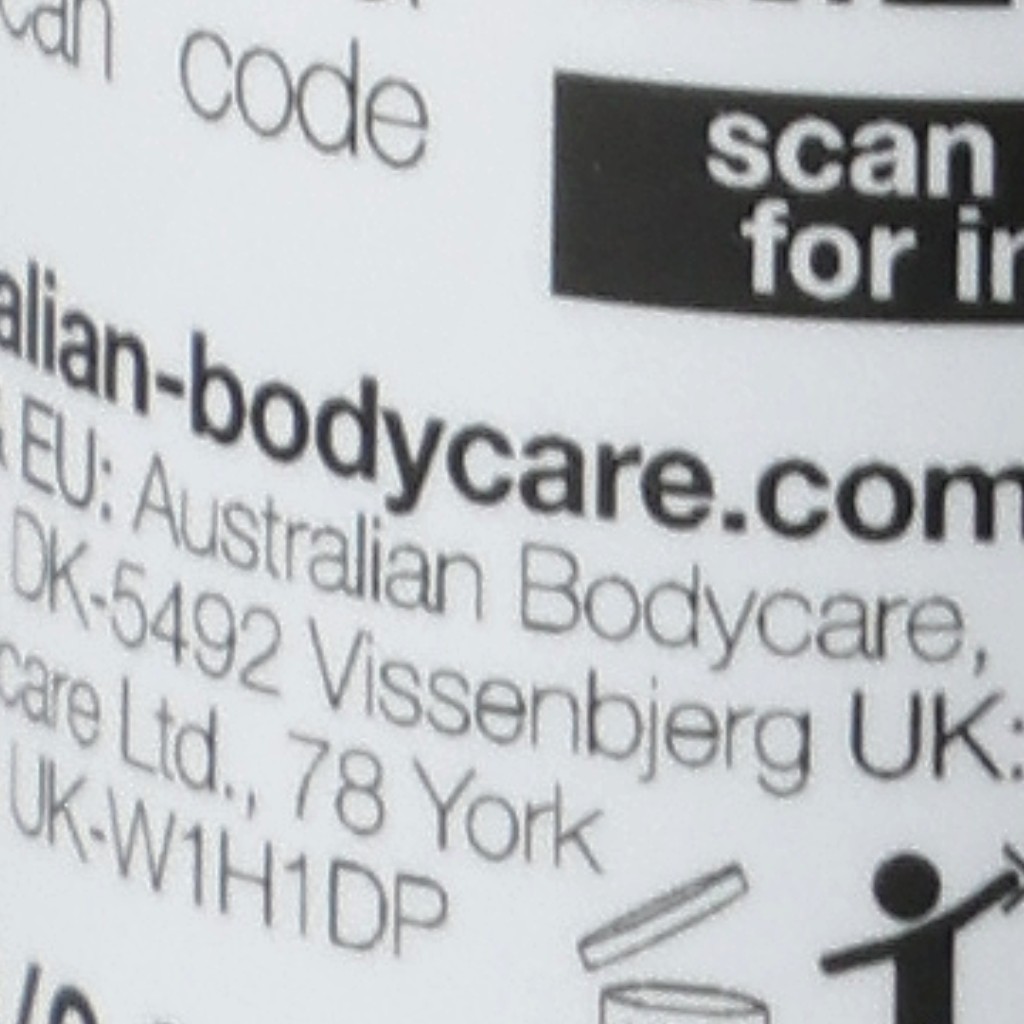 can code
scan
for in
alian-bodycare.com
EU: Australian Bodycare,
DK-5492 Vissenbjerg UK:
care Ltd., 78 York
UK-W1H1DP